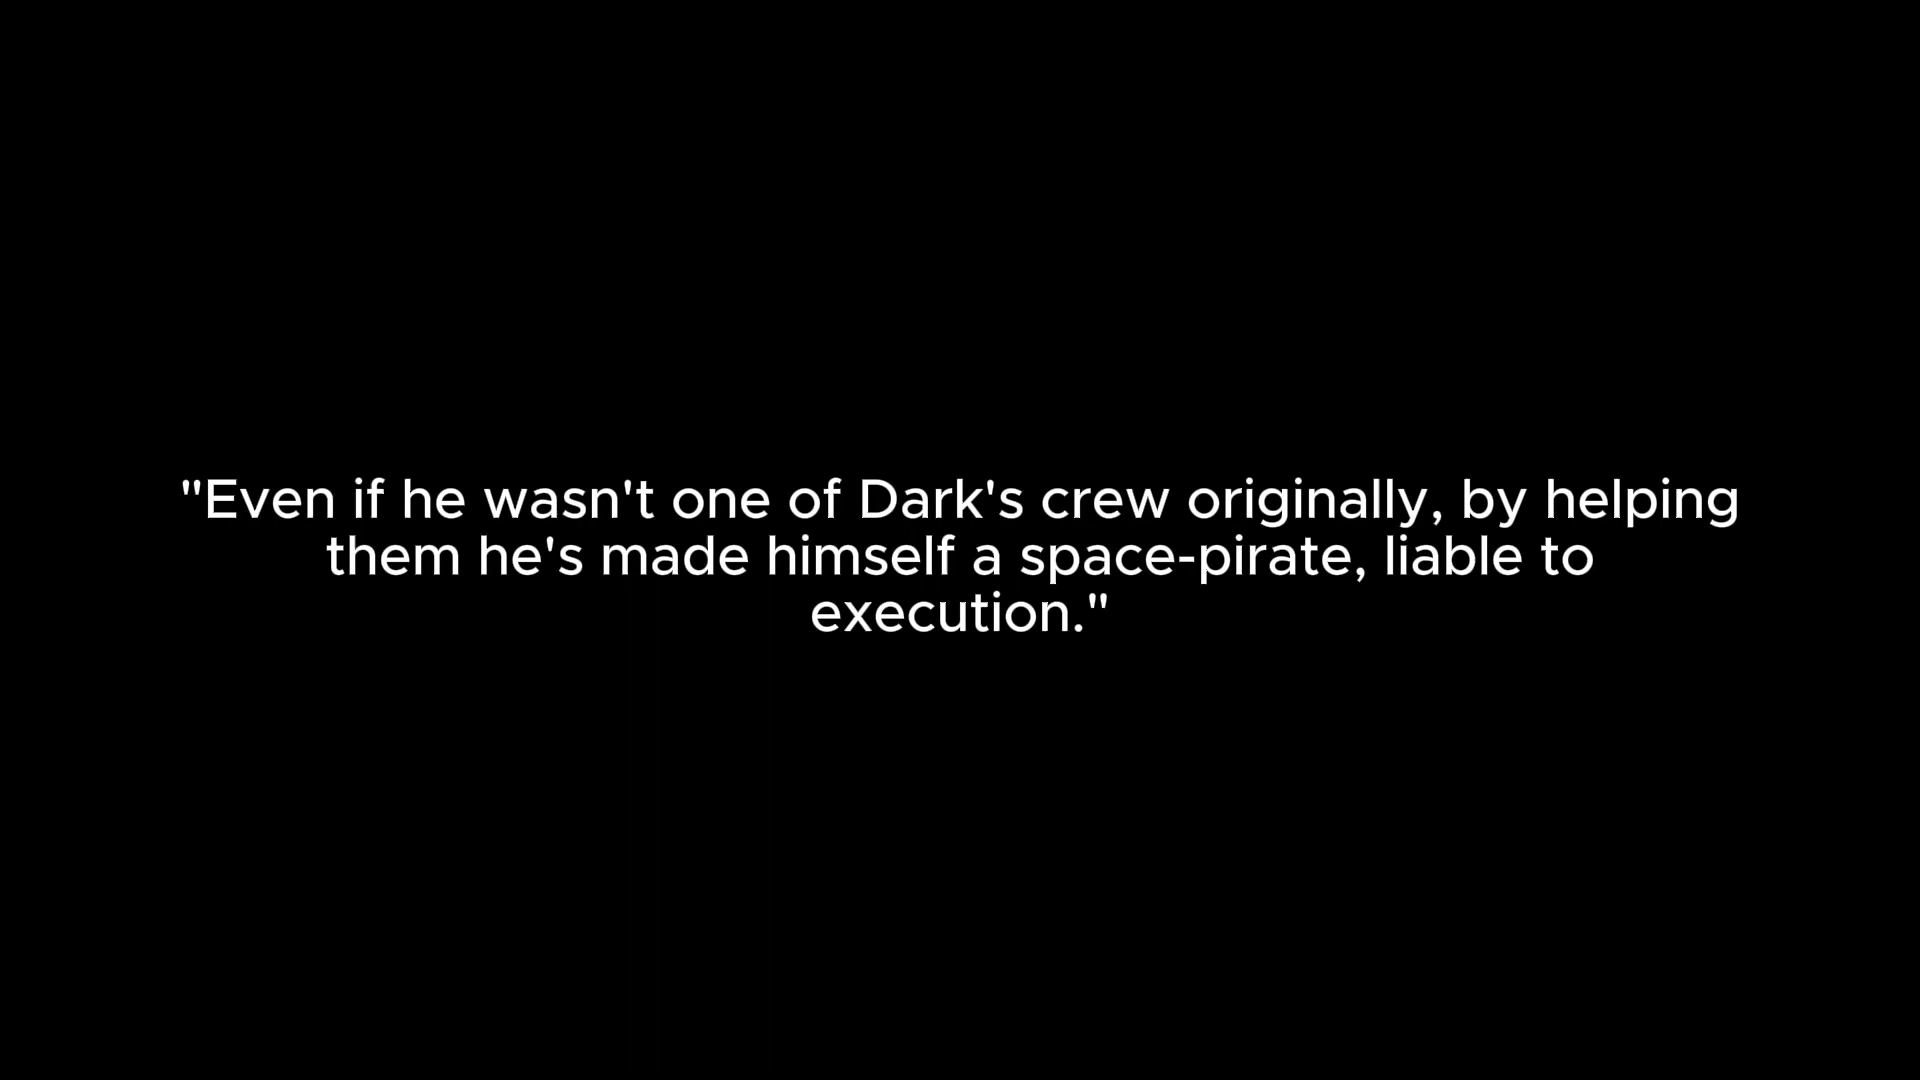 "Even if he wasn't one of Dark's crew originally, by helping
them he's made himself a space-pirate, liable to
execution."